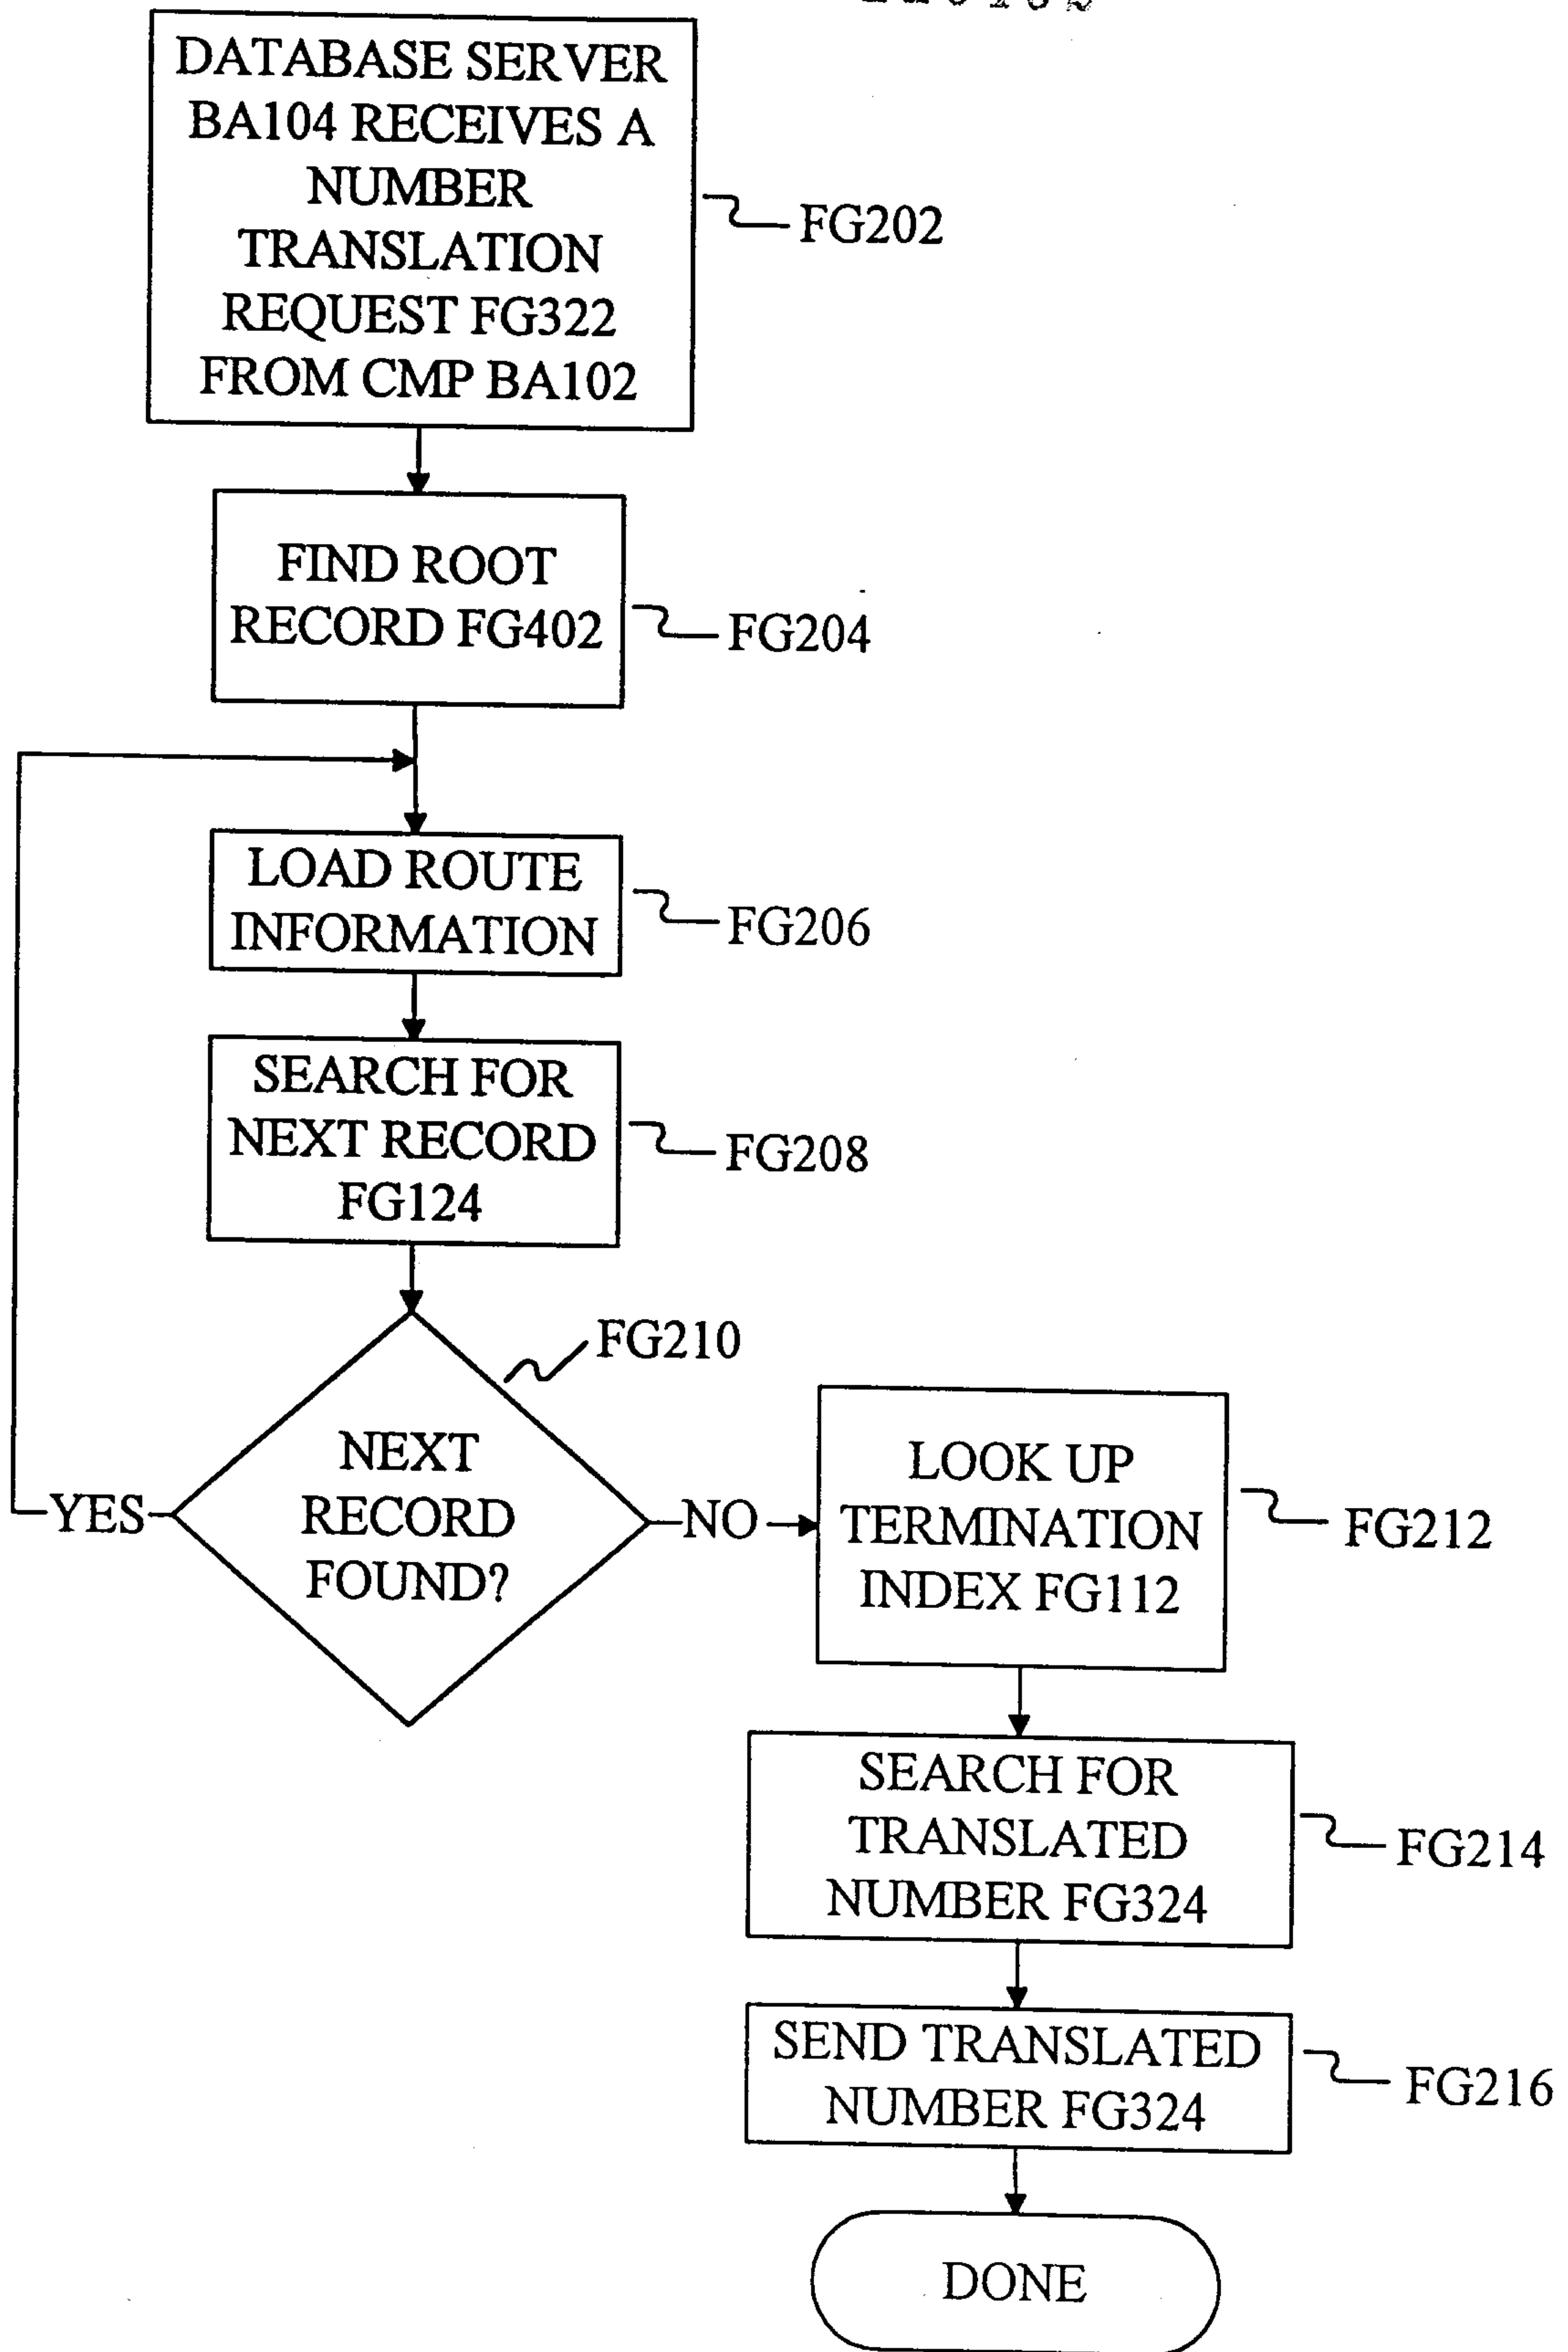 DATABASE SERVER
BA104 RECEIVES A
NUMBER
TRANSLATION
REQUEST FG322
FROM CMP BA102
FG202
FIND ROOT
RECORD FG402
FG204
LOAD ROUTE
INFORMATION
FG206
SEARCH FOR
NEXT RECORD
FG124
FG208
FG210
NEXT
RECORD
FOUND?
YES
NO
LOOK UP
TERMINATION
INDEX FG112
FG212
SEARCH FOR
TRANSLATED
NUMBER FG324
FG214
SEND TRANSLATED
NUMBER FG324
FG216
DONE